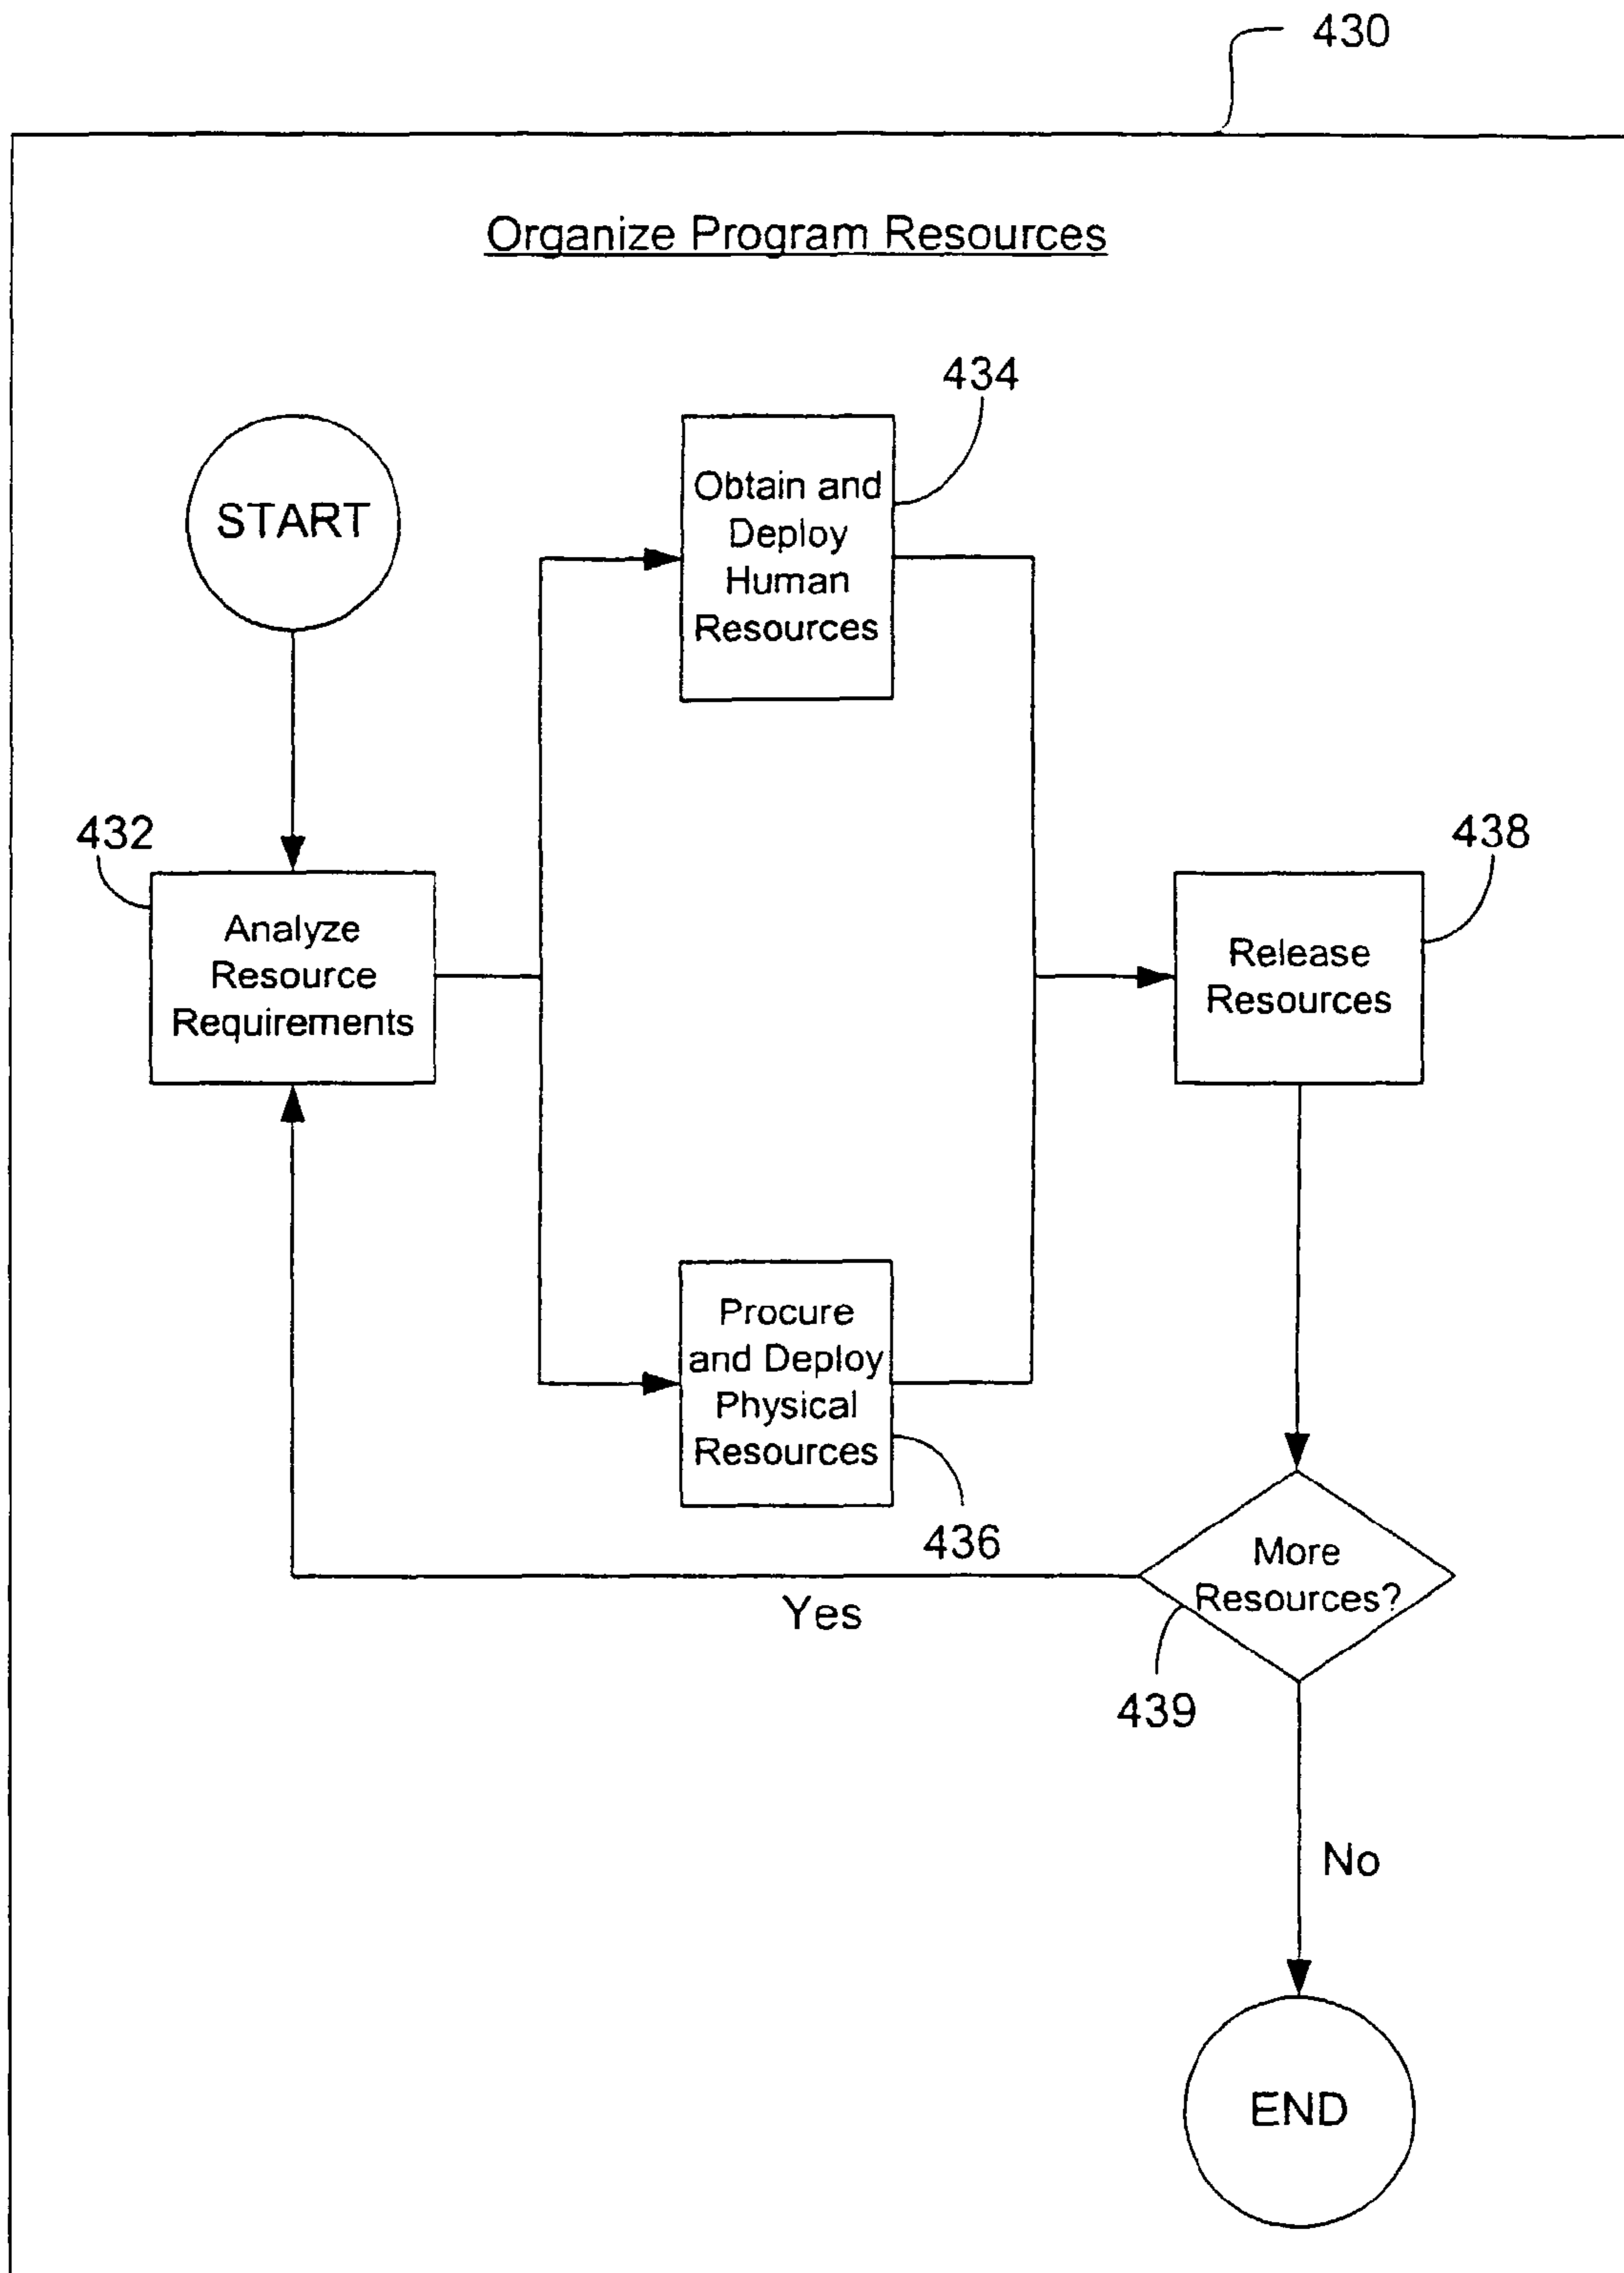 430
Organize Program Resources
434
START
Obtain and
Deploy
Human
Resources
432
438
Analyze
Resource
Requirements
Release
Resources
Procure
and Deploy
Physical
Resources
436
More
Resources?
Yes
439
No
END